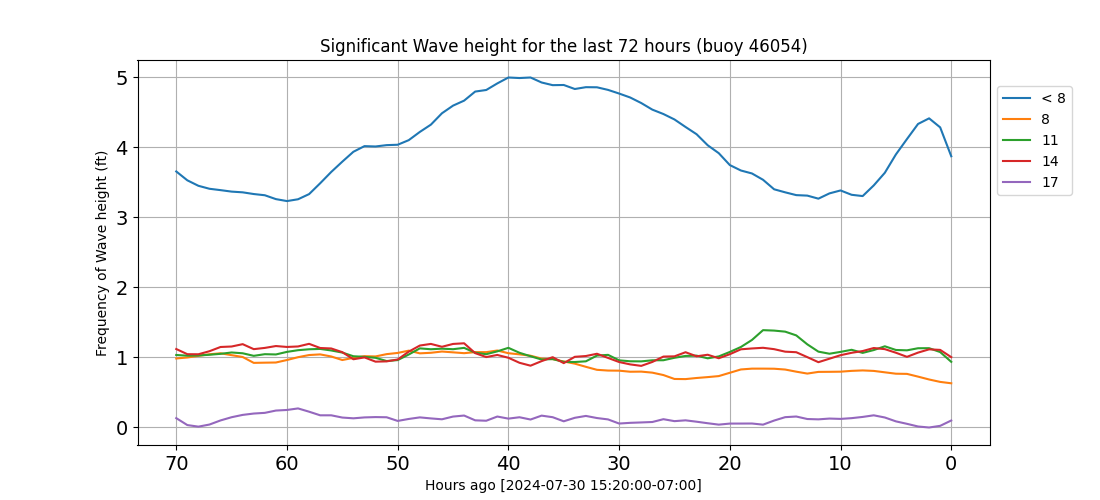 Significant Wave height for the last 72 hours (buoy 46054)
Frequency of Wave height (ft)
5
4
3
2
1
0
70 60 50 40 30 20 10 0
Hours ago [2024-07-30 15:20:00-07:00]
< 8
8
11
14
17